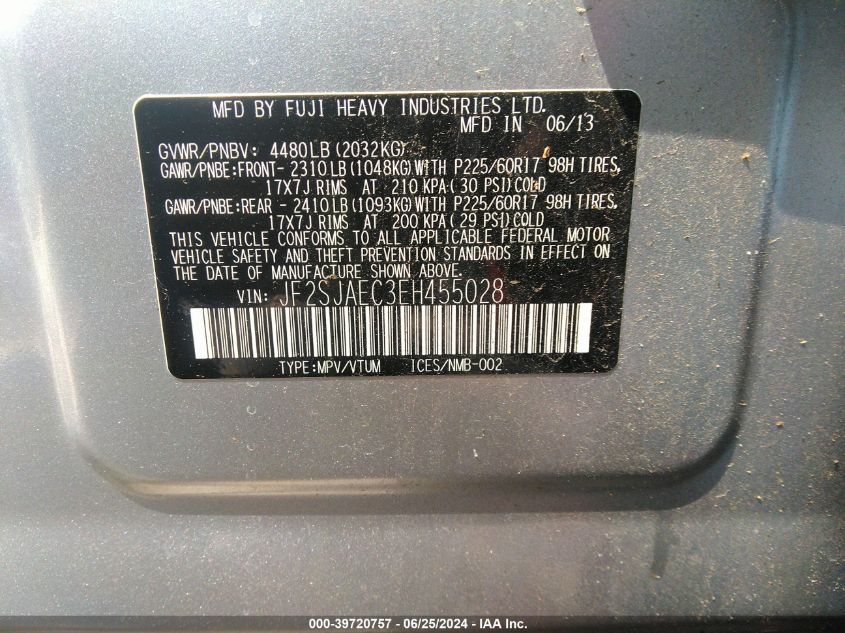 MFD BY FUJI HEAVY INDUSTRIES LTD.
MFD IN 06/13
GVWR/PNBV: 4480LB(2032KG)
GAWR/PNBE:FRONT- 2310LB(1048KG)WITH P225/60R17 98H TIRES,
17X7J RIMS AT 210 KPA(30 PSI)COLD
GAWR/PNBE:REAR - 2410LB(1093KG)WITH P225/60R17 98H TIRES,
17X7J RIMS AT 200 KPA(29 PSI)COLD
THIS VEHICLE CONFORMS TO ALL APPLICABLE FEDERAL MOTOR
VEHICLE SAFETY AND THEFT PREVENTION STANDARDS IN EFFECT ON
THE DATE OF MANUFACTURE SHOWN ABOVE.
VIN: JF2SJAEC3EH455028
TYPE:MPV/VTUM ICES/NMB-002
000-39720757 - 06/25/2024 - IAA Inc.